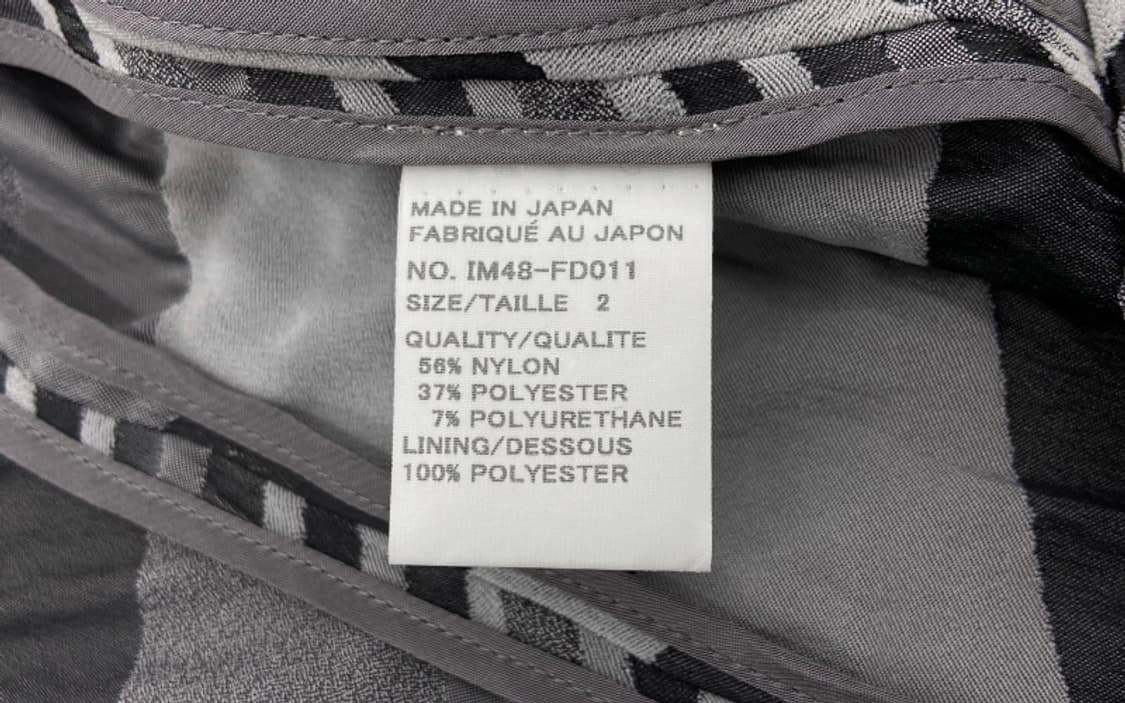 MADE IN JAPAN
FABRIQUÉ AU JAPON
NO. IM48-FD011
SIZE/TAILLE 2
QUALITY/QUALITE
56% NYLON
37% POLYESTER
7% POLYURETHANE
LINING/DESSOUS
100% POLYESTER